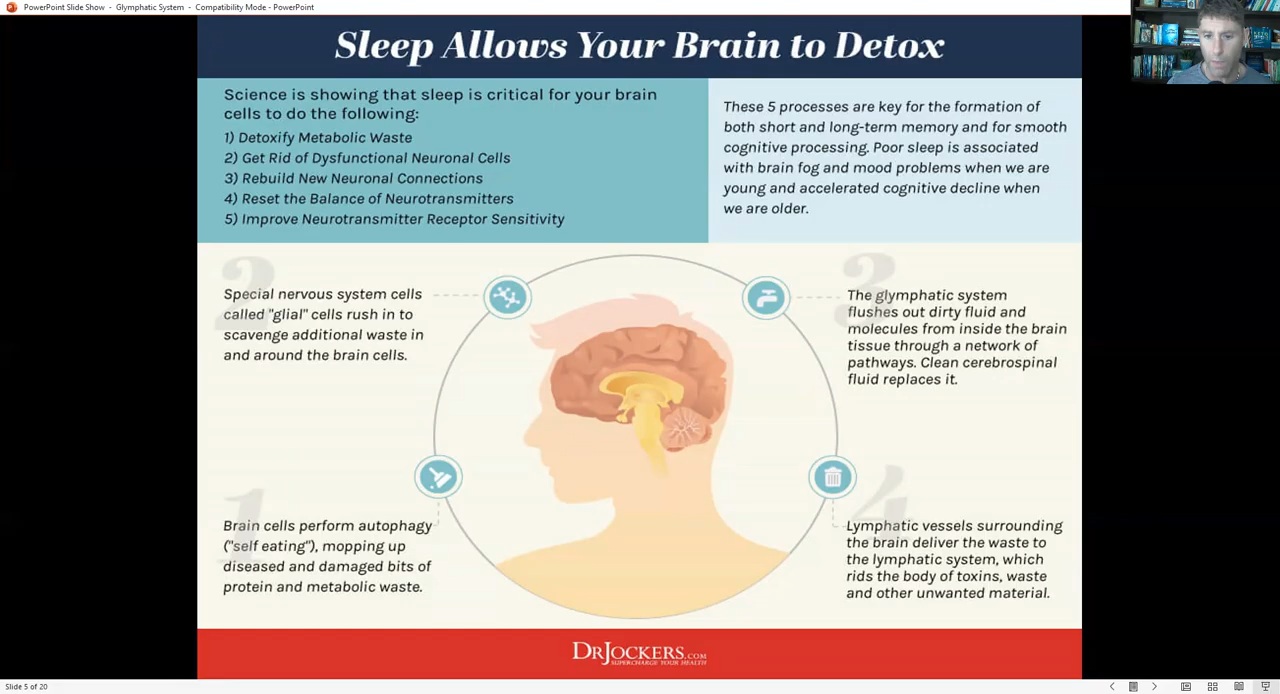 PowerPoint Slide Show - Glymphatic System - Compatibility Mode - PowerPoint
Sleep Allows Your Brain to Detox
Science is showing that sleep is critical for your brain
cells to do the following:
1) Detoxify Metabolic Waste
2) Get Rid of Dysfunctional Neuronal Cells
3) Rebuild New Neuronal Connections
4) Reset the Balance of Neurotransmitters
5) Improve Neurotransmitter Receptor Sensitivity
These 5 processes are key for the formation of
both short and long-term memory and for smooth
cognitive processing. Poor sleep is associated
with brain fog and mood problems when we are
young and accelerated cognitive decline when
we are older.
2
Special nervous system cells
called "glial" cells rush in to
scavenge additional waste in
and around the brain cells.
3
The glymphatic system
flushes out dirty fluid and
molecules from inside the brain
tissue through a network of
pathways. Clean cerebrospinal
fluid replaces it.
1
Brain cells perform autophagy
("self eating"), mopping up
diseased and damaged bits of
protein and metabolic waste.
4
Lymphatic vessels surrounding
the brain deliver the waste to
the lymphatic system, which
rids the body of toxins, waste
and other unwanted material.
DRJOCKERS.COM
SUPERCHARGE YOUR HEALTH
Slide 5 of 20